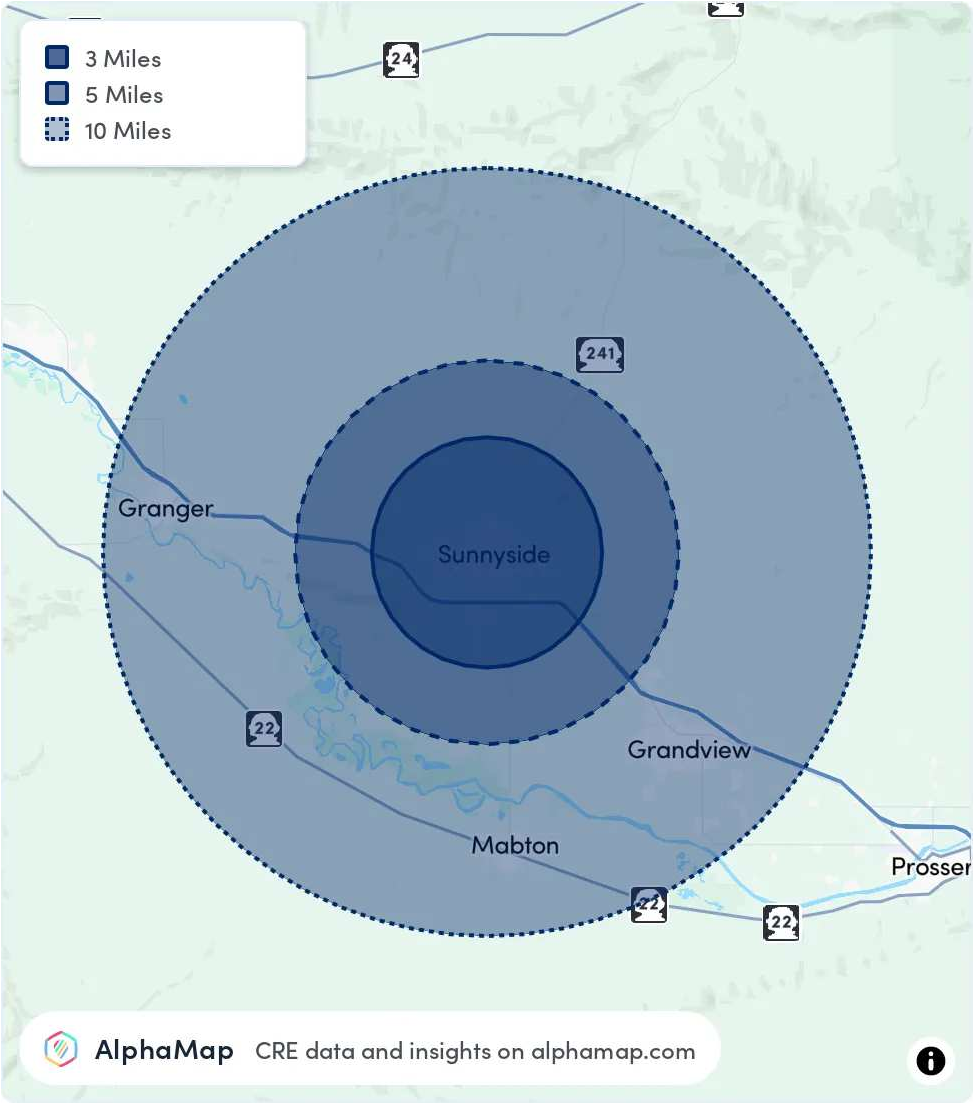 3 Miles
5 Miles
10 Miles
24
241
Granger
Sunnyside
22
Grandview
Mabton
Prosser
22
22
AlphaMap CRE data and insights on alphamap.com